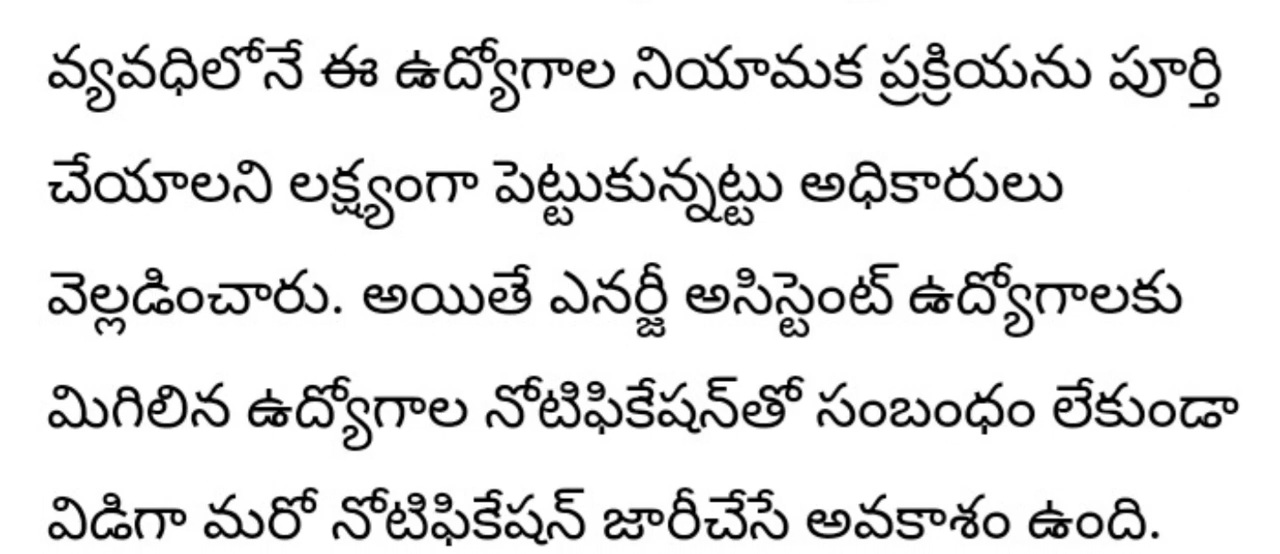 వ్యవధిలోనే ఈ ఉద్యోగాల నియామక ప్రక్రియను పూర్తి
చేయాలని లక్ష్యంగా పెట్టుకున్నట్టు అధికారులు
వెల్లడించారు. అయితే ఎనర్జీ అసిస్టెంట్ ఉద్యోగాలకు
మిగిలిన ఉద్యోగాల నోటిఫికేషన్‌తో సంబంధం లేకుండా
విడిగా మరో నోటిఫికేషన్ జారీచేసే అవకాశం ఉంది.